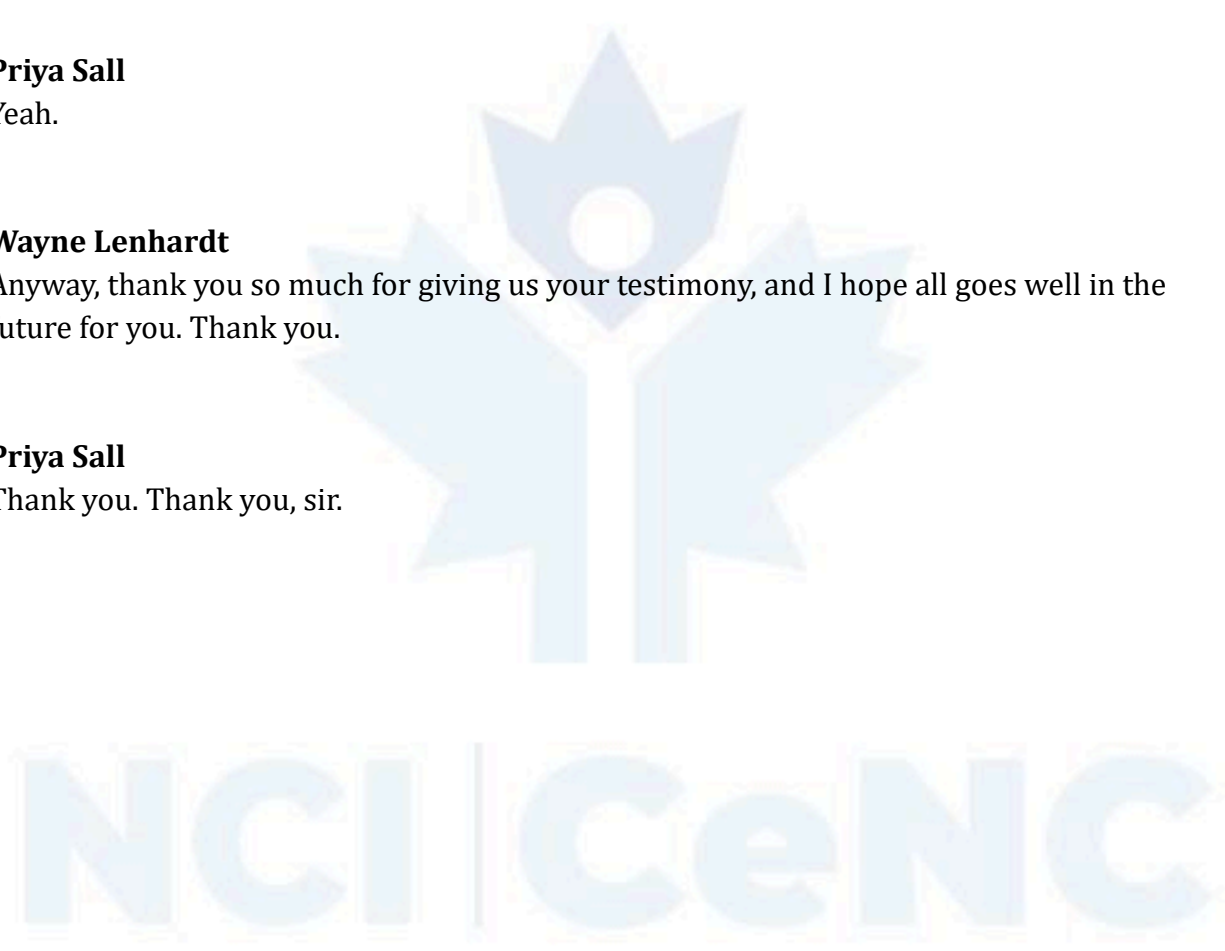 Priya Sall
Yeah.
Wayne Lenhardt
Anyway, thank you so much for giving us your testimony, and I hope all goes well in the
future for you. Thank you.
Priya Sall
Thank you. Thank you, sir.
NCI | CeNC